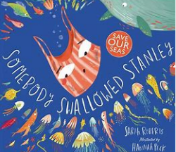 SAVE
OUR
SEAS
SOMEBODY SWALLOWED STANLEY
SARAH ROBERTS
Illustrated by
HANNAH PECK